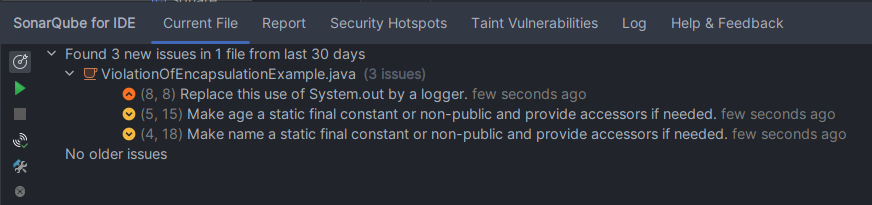 SonarQube for IDE Current File Report Security Hotspots Taint Vulnerabilities Log Help & Feedback
Found 3 new issues in 1 file from last 30 days
ViolationOfEncapsulationExample.java (3 issues)
(8, 8) Replace this use of System.out by a logger. few seconds ago
(5, 15) Make age a static final constant or non-public and provide accessors if needed. few seconds ago
(4, 18) Make name a static final constant or non-public and provide accessors if needed. few seconds ago
No older issues